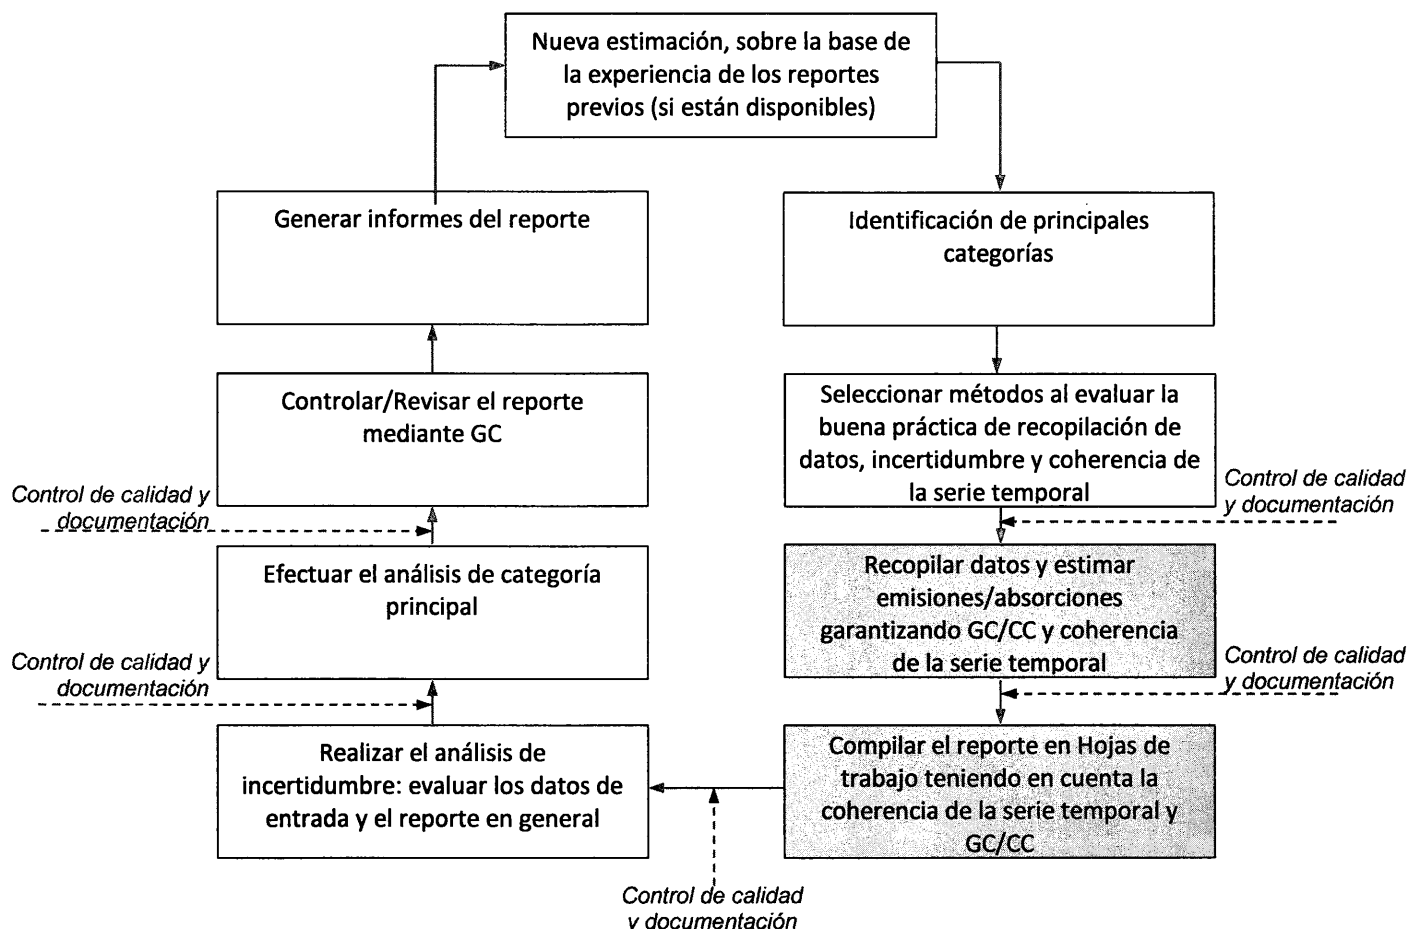 Nueva estimación, sobre la base de
la experiencia de los reportes
previos (si están disponibles)
Generar informes del reporte
Identificación de principales
categorías
Controlar/Revisar el reporte
mediante GC
Seleccionar métodos al evaluar la
buena práctica de recopilación de
datos, incertidumbre y coherencia de
la serie temporal
Control de calidad y
documentación
Control de calidad
y documentación
Efectuar el análisis de categoría
principal
Recopilar datos y estimar
emisiones/absorciones
garantizando GC/CC y coherencia
de la serie temporal
Control de calidad y
documentación
Control de calidad
y documentación
Realizar el análisis de
incertidumbre: evaluar los datos de
entrada y el reporte en general
Compilar el reporte en Hojas de
trabajo teniendo en cuenta la
coherencia de la serie temporal y
GC/CC
Control de calidad
y documentación